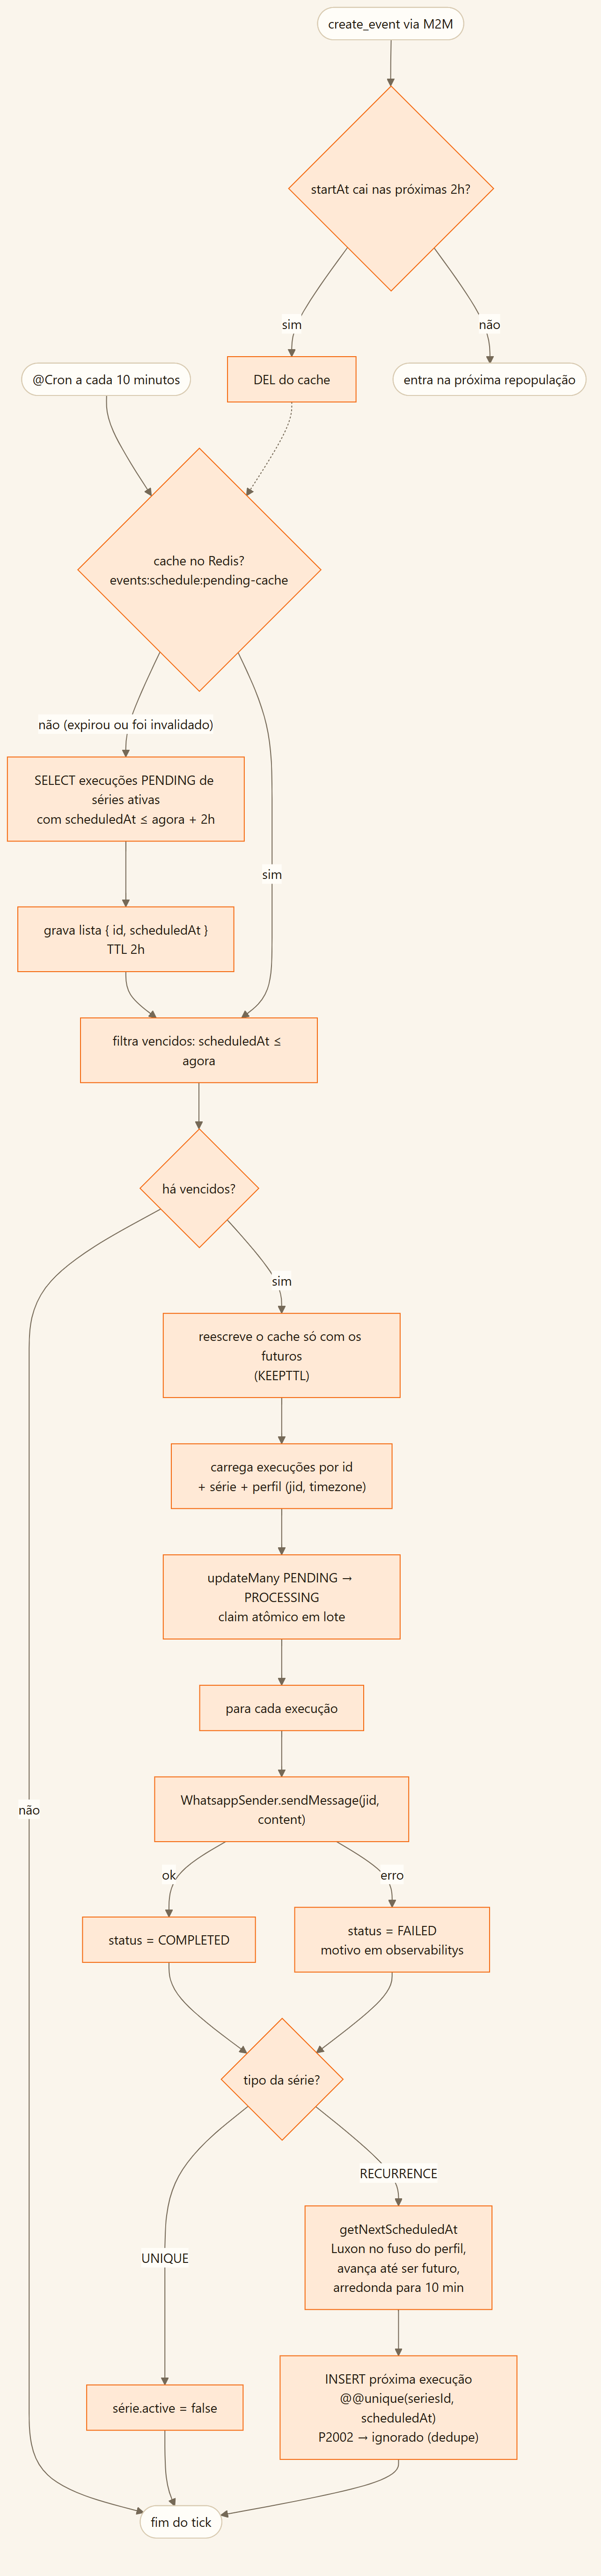 create_event via M2M
startAt cai nas próximas 2h?
sim
não
@Cron a cada 10 minutos
DEL do cache
entra na próxima repopulação
cache no Redis?
events:schedule:pending-cache
não (expirou ou foi invalidado)
SELECT execuções PENDING de
séries ativas
com scheduledAt ≤ agora + 2h
sim
grava lista { id, scheduledAt }
TTL 2h
filtra vencidos: scheduledAt ≤
agora
há vencidos?
sim
reescreve o cache só com os
futuros
(KEEPTTL)
carrega execuções por id
+ série + perfil (jid, timezone)
updateMany PENDING →
PROCESSING
claim atômico em lote
para cada execução
WhatsappSender.sendMessage(jid,
content)
não
ok
erro
status = COMPLETED
status = FAILED
motivo em observabilitys
tipo da série?
RECURRENCE
UNIQUE
getNextScheduledAt
Luxon no fuso do perfil,
avança até ser futuro,
arredonda para 10 min
série.active = false
INSERT próxima execução
@@unique(seriesId,
scheduledAt)
P2002 → ignorado (dedupe)
fim do tick